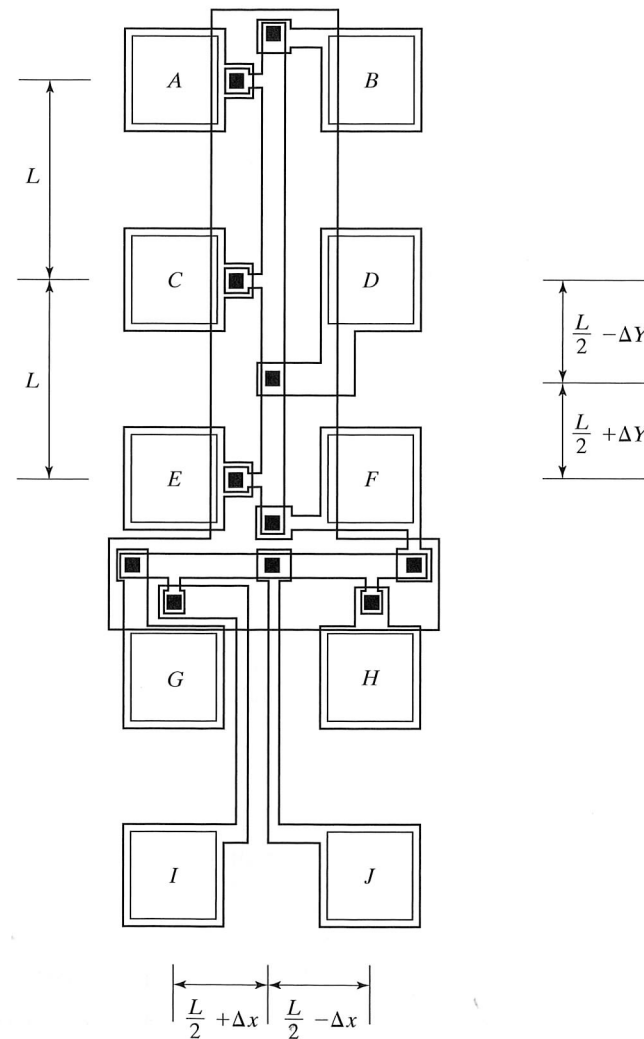 A B
L
C D
L/2 −ΔY
L
L/2 +ΔY
E F
G H
I J
L/2 +Δx L/2 −Δx